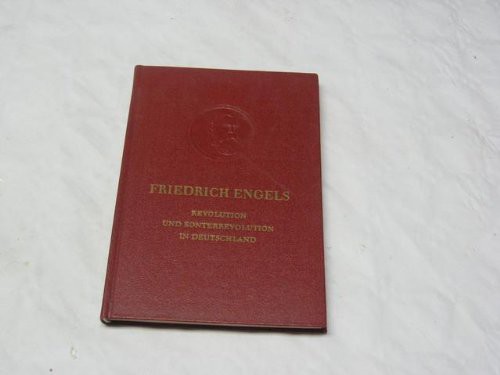 FRIEDRICH ENGELS
REVOLUTION
UND KONTERREVOLUTION
IN DEUTSCHLAND